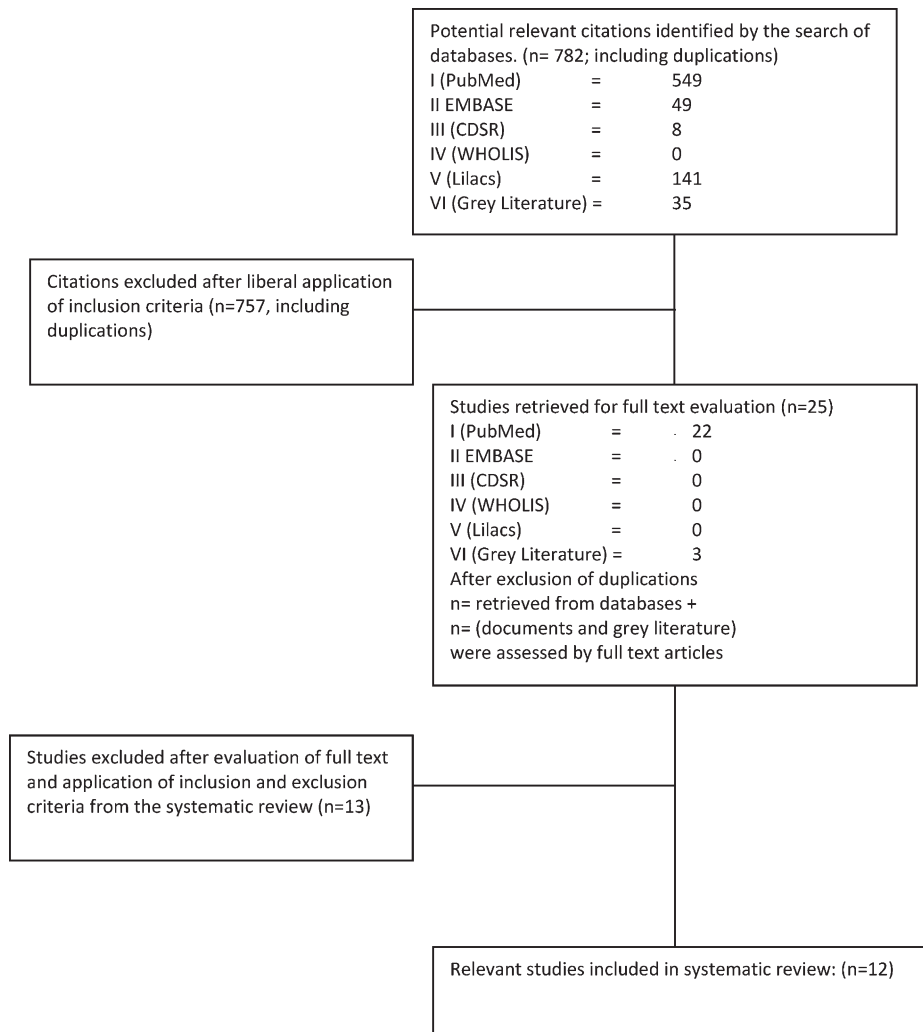 Potential relevant citations identified by the search of
databases. (n= 782; including duplications)
I (PubMed) = 549
II EMBASE = 49
III (CDSR) = 8
IV (WHOLIS) = 0
V (Lilacs) = 141
VI (Grey Literature) = 35
Citations excluded after liberal application
of inclusion criteria (n=757, including
duplications)
Studies retrieved for full text evaluation (n=25)
I (PubMed) = . 22
II EMBASE = . 0
III (CDSR) = 0
IV (WHOLIS) = 0
V (Lilacs) = 0
VI (Grey Literature) = 3
After exclusion of duplications
n= retrieved from databases +
n= (documents and grey literature)
were assessed by full text articles
Studies excluded after evaluation of full text
and application of inclusion and exclusion
criteria from the systematic review (n=13)
Relevant studies included in systematic review: (n=12)